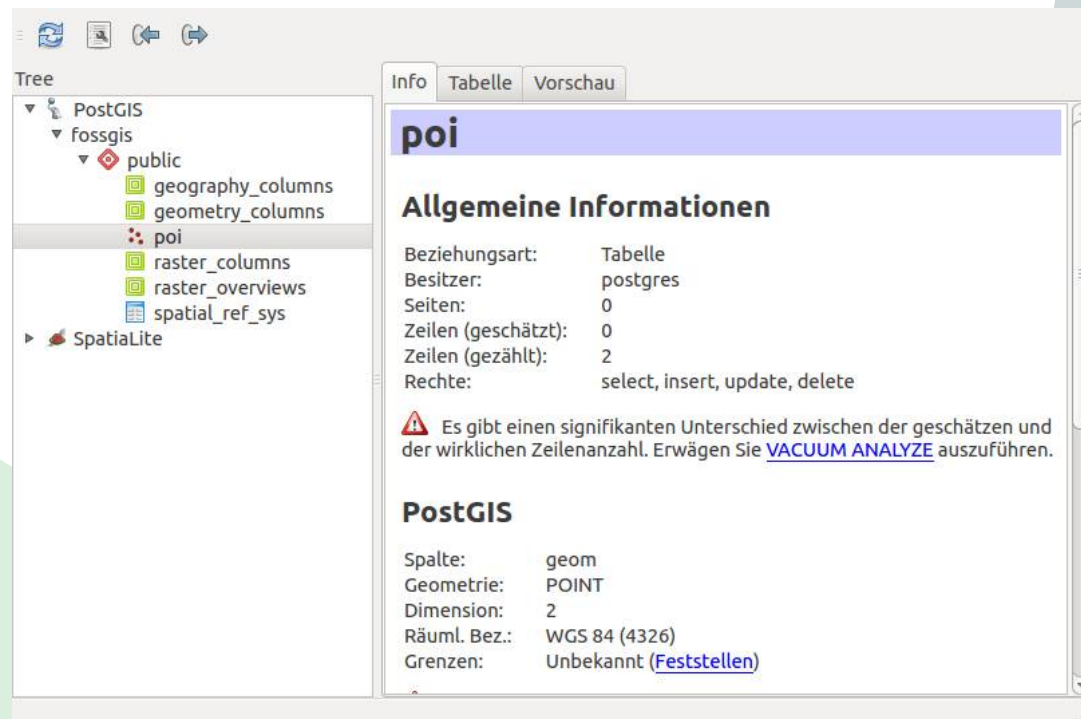 Tree
PostGIS
fossgis
public
geography_columns
geometry_columns
poi
raster_columns
raster_overviews
spatial_ref_sys
SpatiaLite
Info Tabelle Vorschau
poi
Allgemeine Informationen
Beziehungsart: Tabelle
Besitzer: postgres
Seiten: 0
Zeilen (geschätzt): 0
Zeilen (gezählt): 2
Rechte: select, insert, update, delete
Es gibt einen signifikanten Unterschied zwischen der geschätzen und
der wirklichen Zeilenanzahl. Erwägen Sie VACUUM ANALYZE auszuführen.
PostGIS
Spalte: geom
Geometrie: POINT
Dimension: 2
Räuml. Bez.: WGS 84 (4326)
Grenzen: Unbekannt (Feststellen)